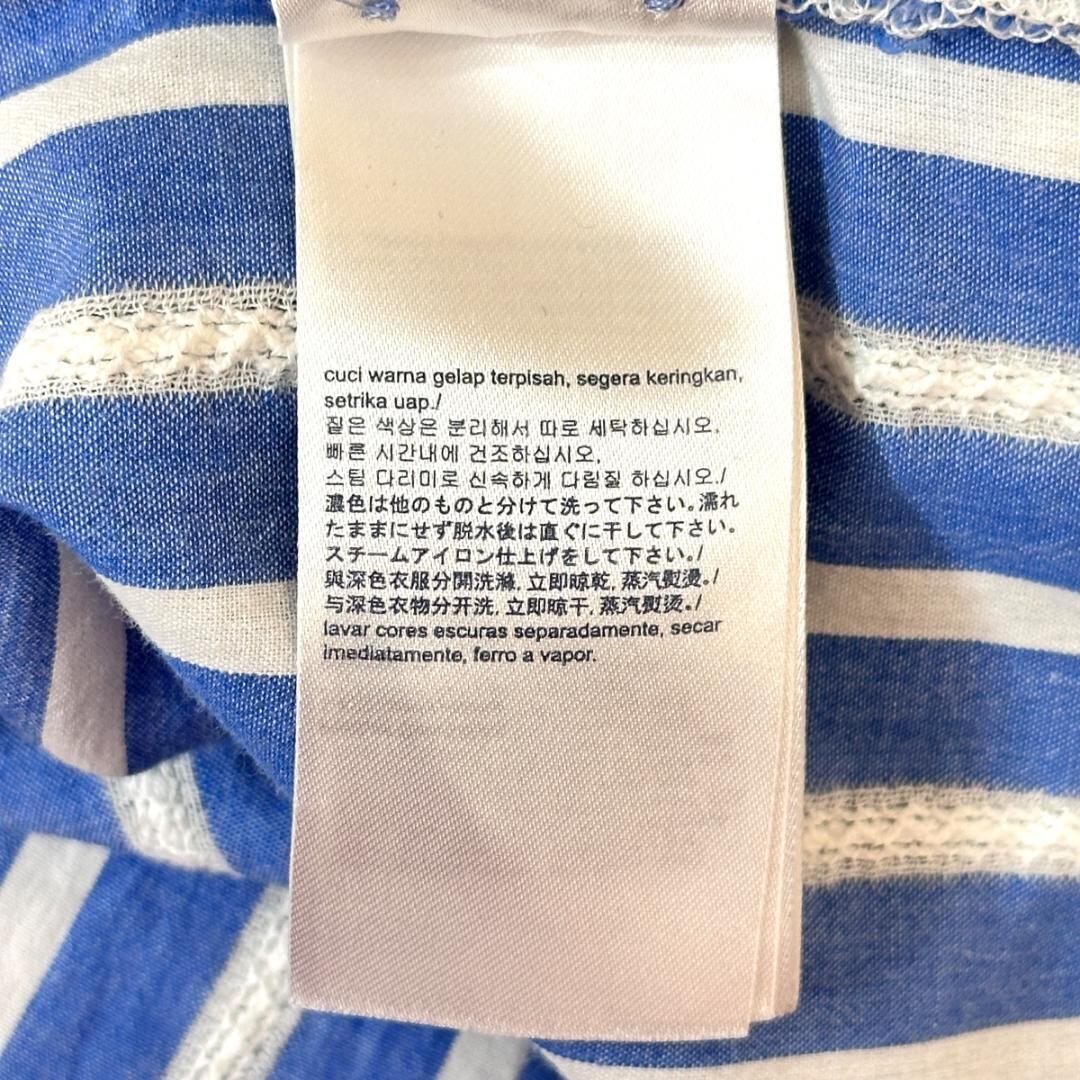 cuci warna gelap terpisah, segera keringkan,
setrika uap./
짙은 색상은 분리해서 따로 세탁하십시오.
빠른 시간내에 건조하십시오.
스팀 다리미로 신속하게 다림질 하십시오./
濃色は他のものと分けて洗って下さい。濡れ
たままにせず脱水後は直ぐに干して下さい。
スチームアイロン仕上げをして下さい。/
與深色衣服分開洗滌, 立即晾乾, 蒸汽熨燙。/
与深色衣物分开洗, 立即晾干, 蒸汽熨烫。/
lavar cores escuras separadamente, secar
imediatamente, ferro a vapor.